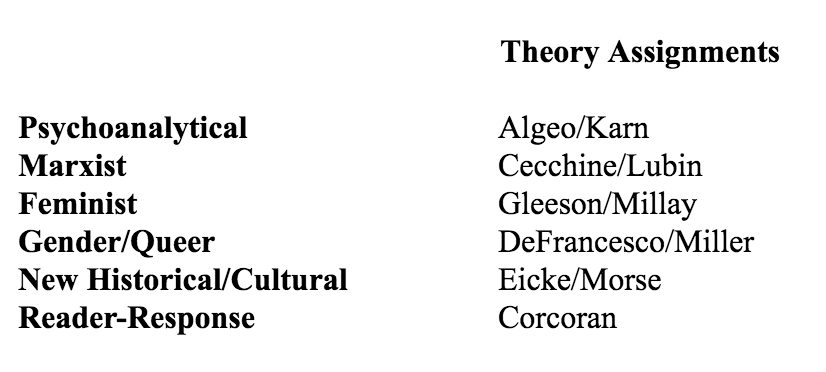 Theory Assignments
Psychoanalytical Algeo/Karn
Marxist Cecchine/Lubin
Feminist Gleeson/Millay
Gender/Queer DeFrancesco/Miller
New Historical/Cultural Eicke/Morse
Reader-Response Corcoran